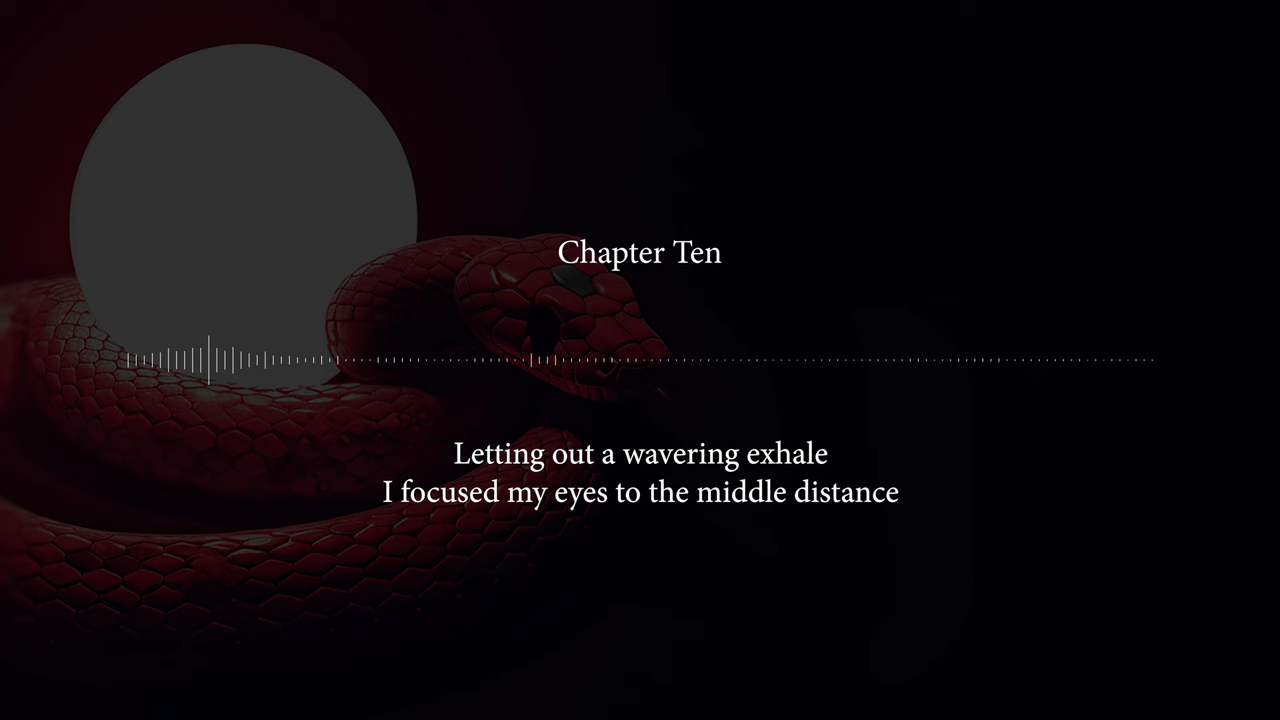 Chapter Ten
Letting out a wavering exhale
I focused my eyes to the middle distance